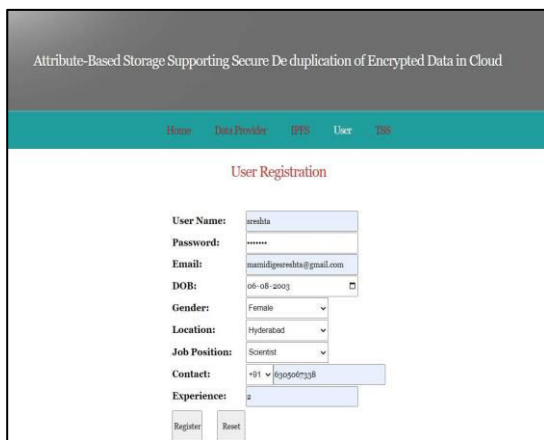 Attribute-Based Storage Supporting Secure De duplication of Encrypted Data in Cloud
Home Data Provider IPFS User TSS
User Registration
User Name: sreshta
Password: •••••••
Email: mamidigesreshta@gmail.com
DOB: 06-08-2003
Gender: Female
Location: Hyderabad
Job Position: Scientist
Contact: +91 6305067338
Experience: 2
Register Reset